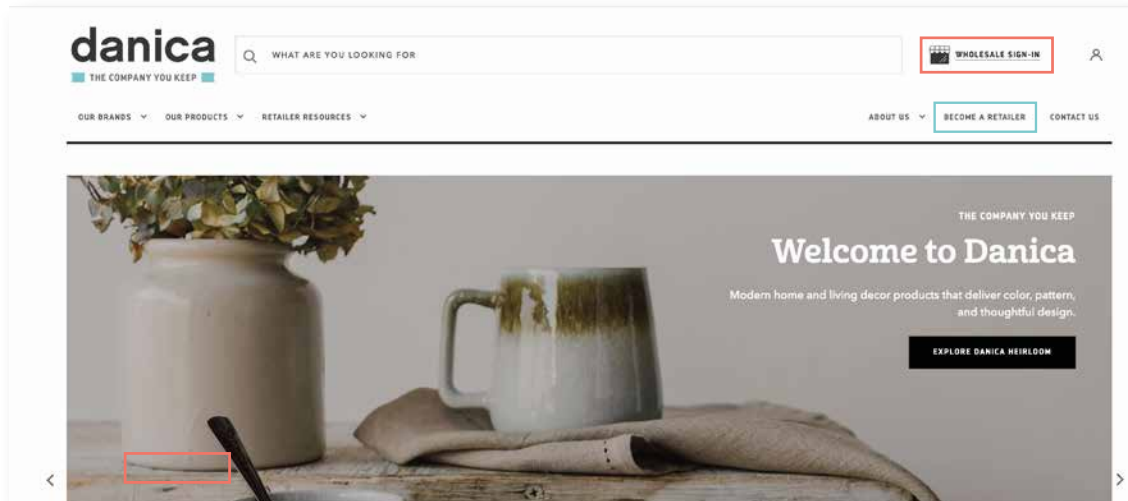 danica
THE COMPANY YOU KEEP
WHAT ARE YOU LOOKING FOR
WHOLESALE SIGN-IN
OUR BRANDS
OUR PRODUCTS
RETAILER RESOURCES
ABOUT US
BECOME A RETAILER
CONTACT US
THE COMPANY YOU KEEP
Welcome to Danica
Modern home and living decor products that deliver color, pattern,
and thoughtful design.
EXPLORE DANICA HEIRLOOM